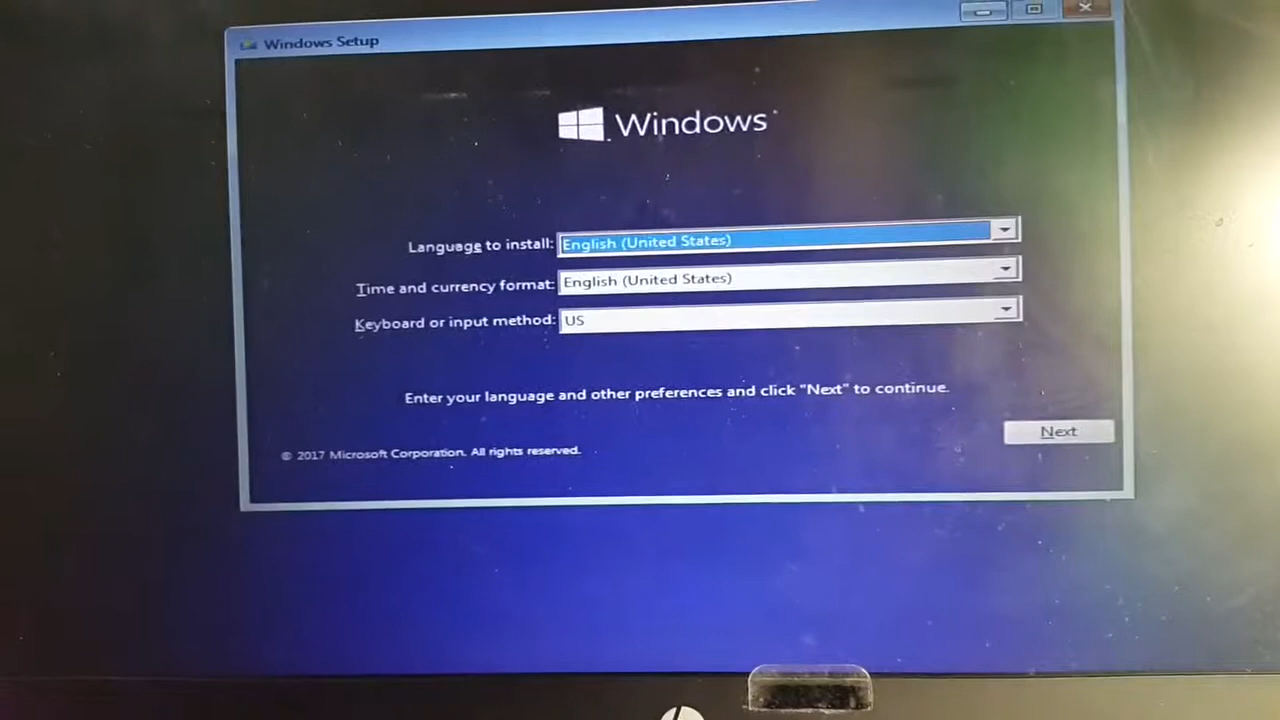 Windows Setup
Windows
Language to install: English (United States)
Time and currency format: English (United States)
Keyboard or input method: US
Enter your language and other preferences and click "Next" to continue.
Next
© 2017 Microsoft Corporation. All rights reserved.